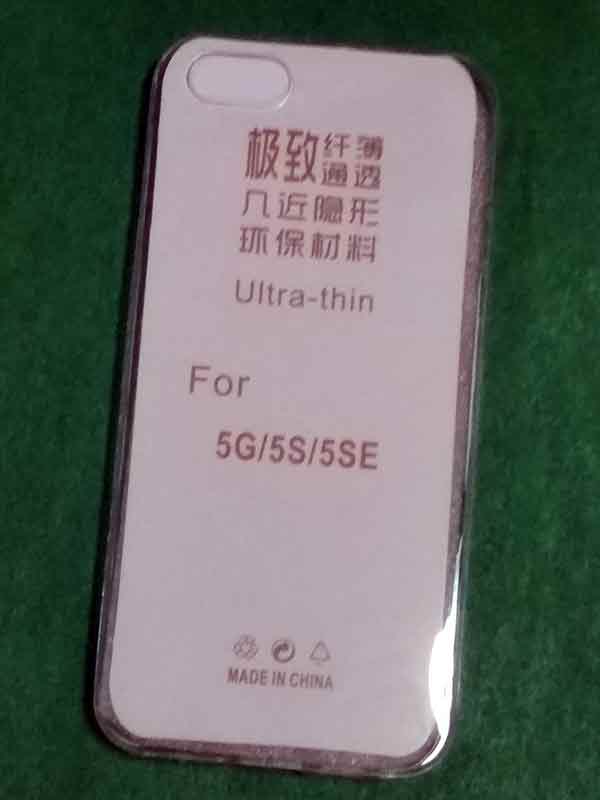 极致纤薄
通透
几近隐形
环保材料
Ultra-thin
For
5G/5S/5SE
MADE IN CHINA